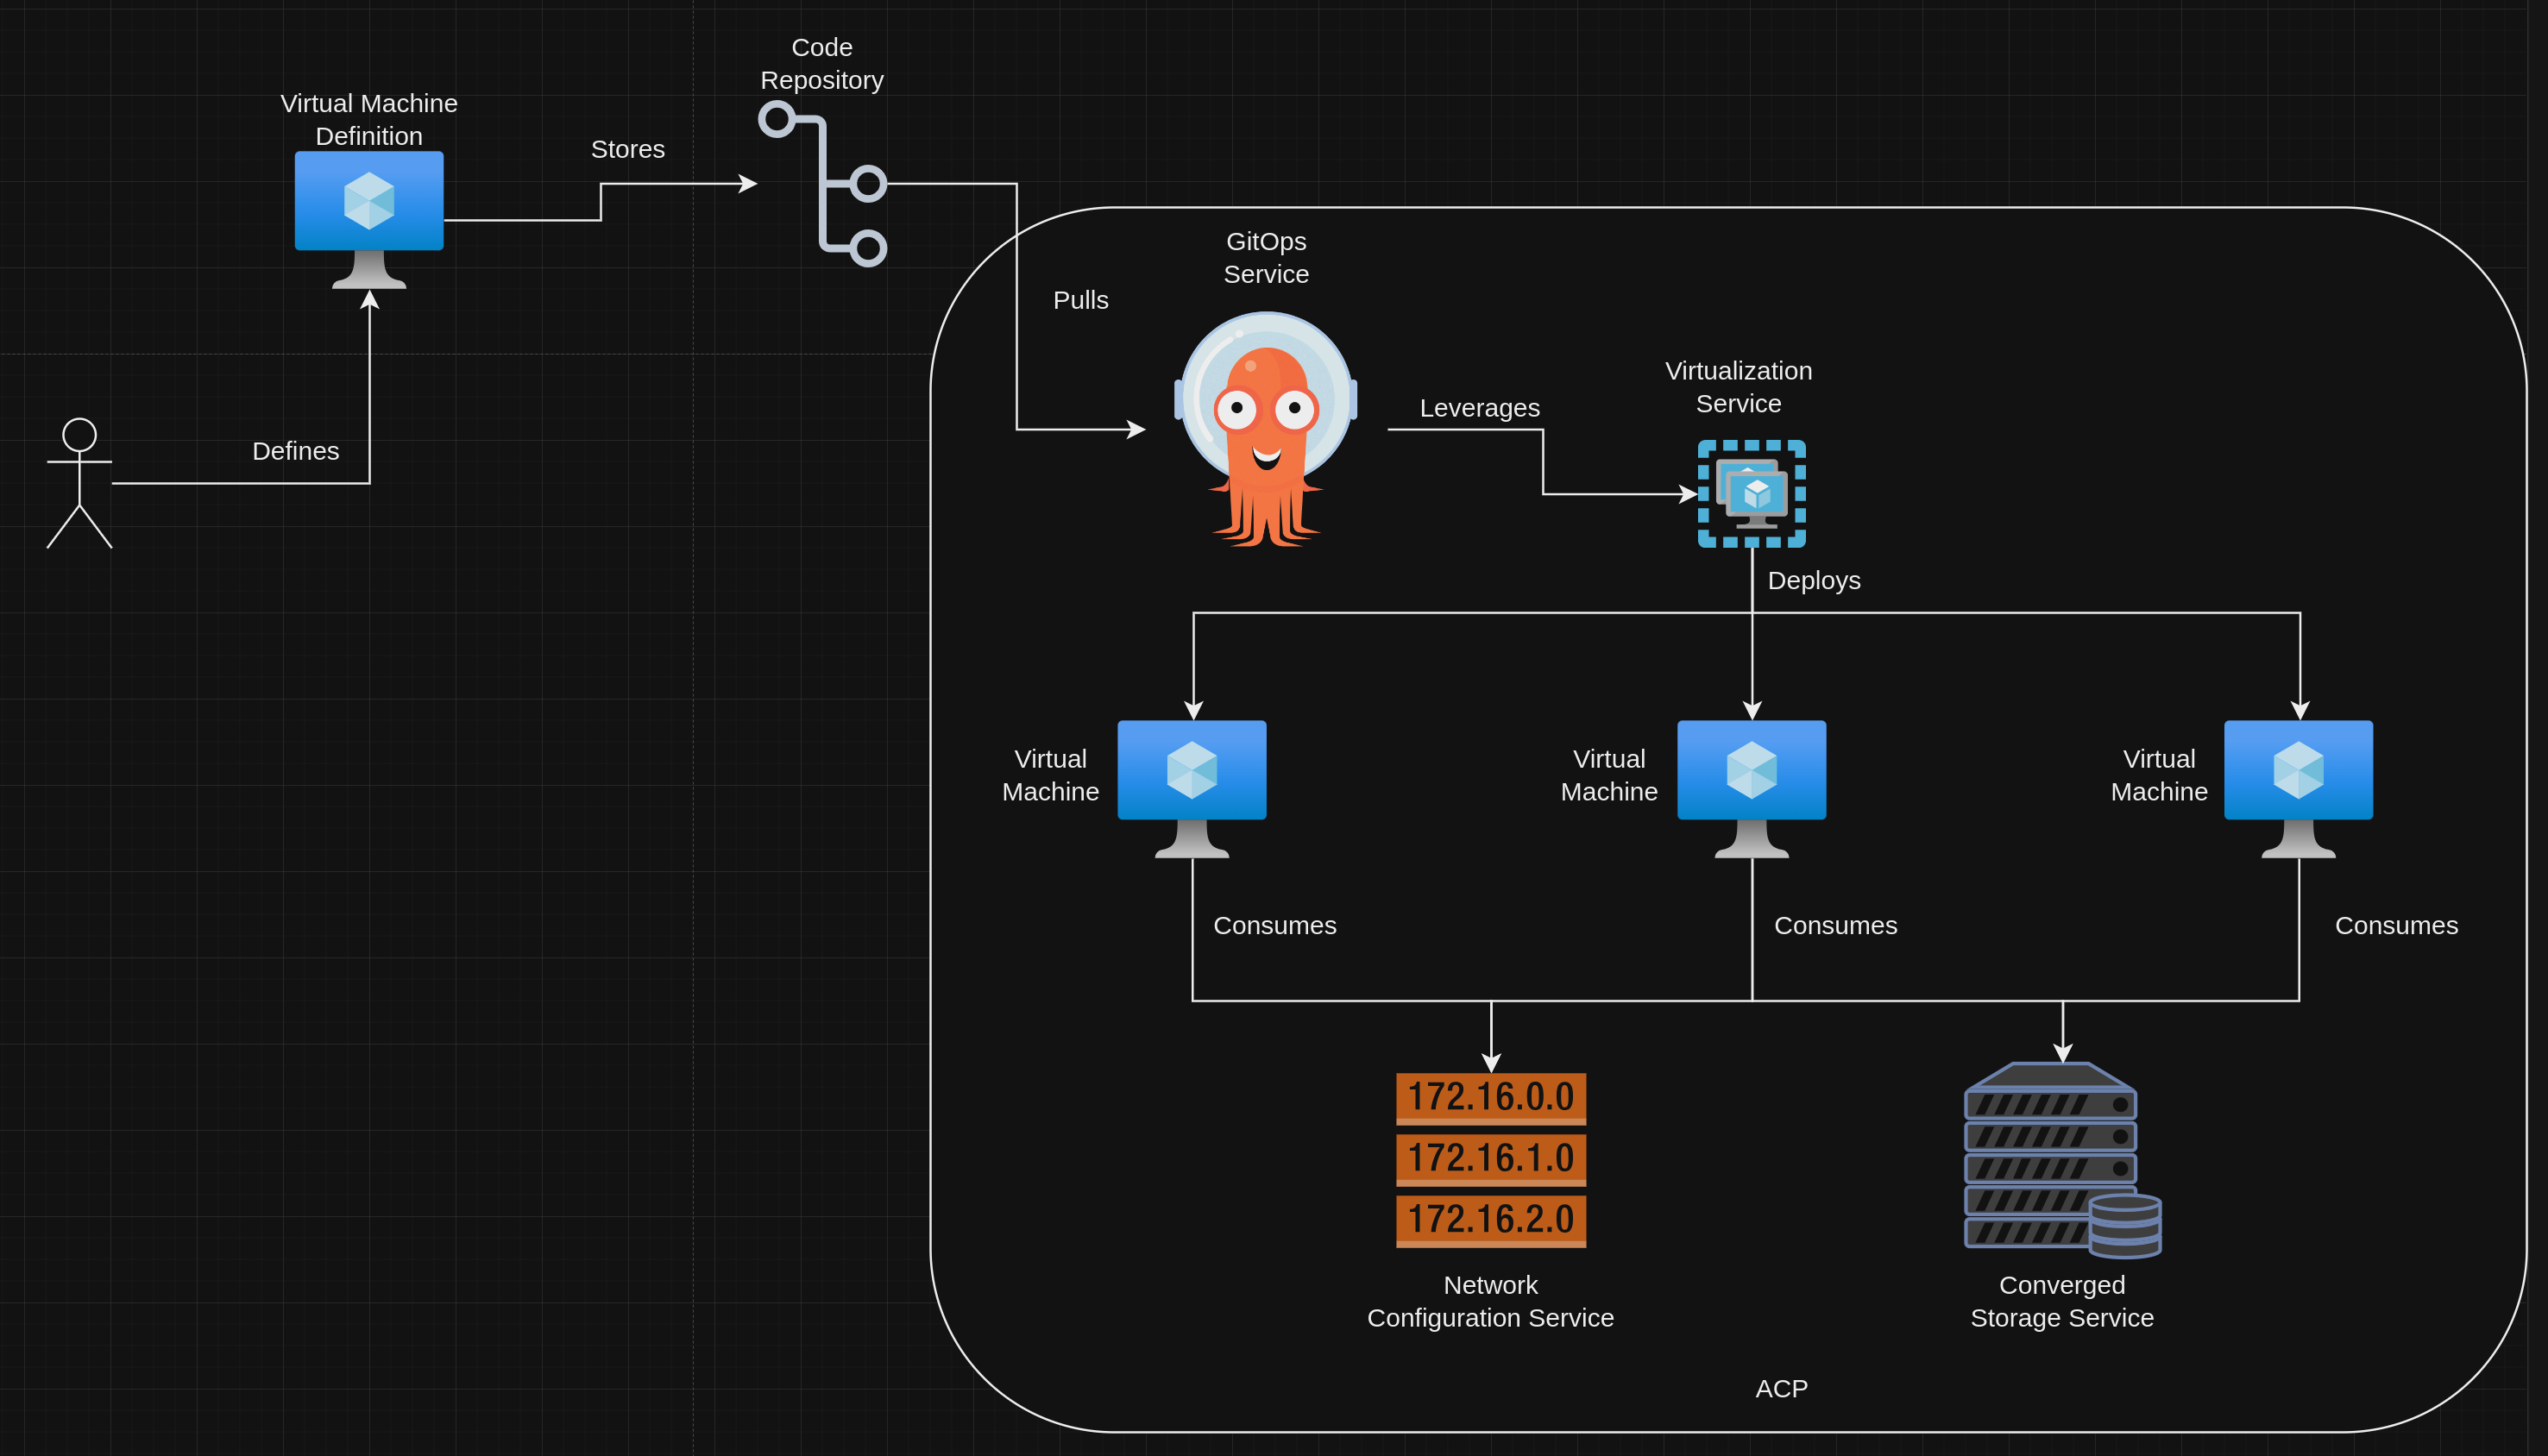 Code
Repository
Virtual Machine
Definition
Stores
GitOps
Service
Pulls
Virtualization
Service
Leverages
Defines
Deploys
Virtual
Machine
Virtual
Machine
Virtual
Machine
Consumes
Consumes
Consumes
172.16.0.0
172.16.1.0
172.16.2.0
Network
Configuration Service
Converged
Storage Service
ACP